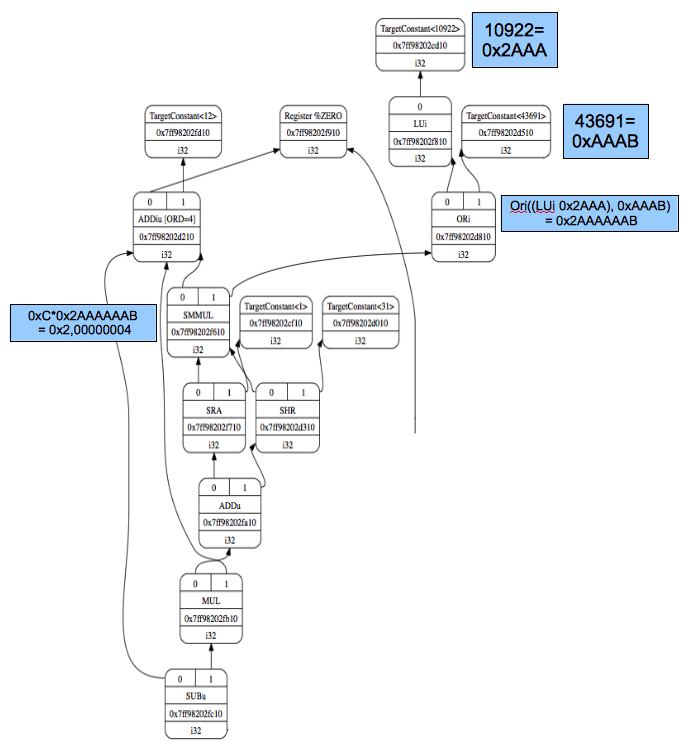 TargetConstant<10922>
0x7ff98202cd10
i32
10922=
0x2AAA
0
LUi
0x7ff98202f810
i32
TargetConstant<43691>
0x7ff98202d510
i32
43691=
0xAAAB
TargetConstant<12>
0x7ff98202fd10
i32
Register %ZERO
0x7ff98202f910
i32
0 1
ADDiu [ORD=4]
0x7ff98202d210
i32
0 1
ORi
0x7ff98202d810
i32
Ori((LUi 0x2AAA), 0xAAAB)
= 0x2AAAAAAB
0xC*0x2AAAAAAB
= 0x2,00000004
0 1
SMMUL
0x7ff98202f610
i32
TargetConstant<1>
0x7ff98202cf10
i32
TargetConstant<31>
0x7ff98202d010
i32
0 1
SRA
0x7ff98202f710
i32
0 1
SHR
0x7ff98202d310
i32
0 1
ADDu
0x7ff98202fa10
i32
0 1
MUL
0x7ff98202fb10
i32
0 1
SUBu
0x7ff98202fc10
i32